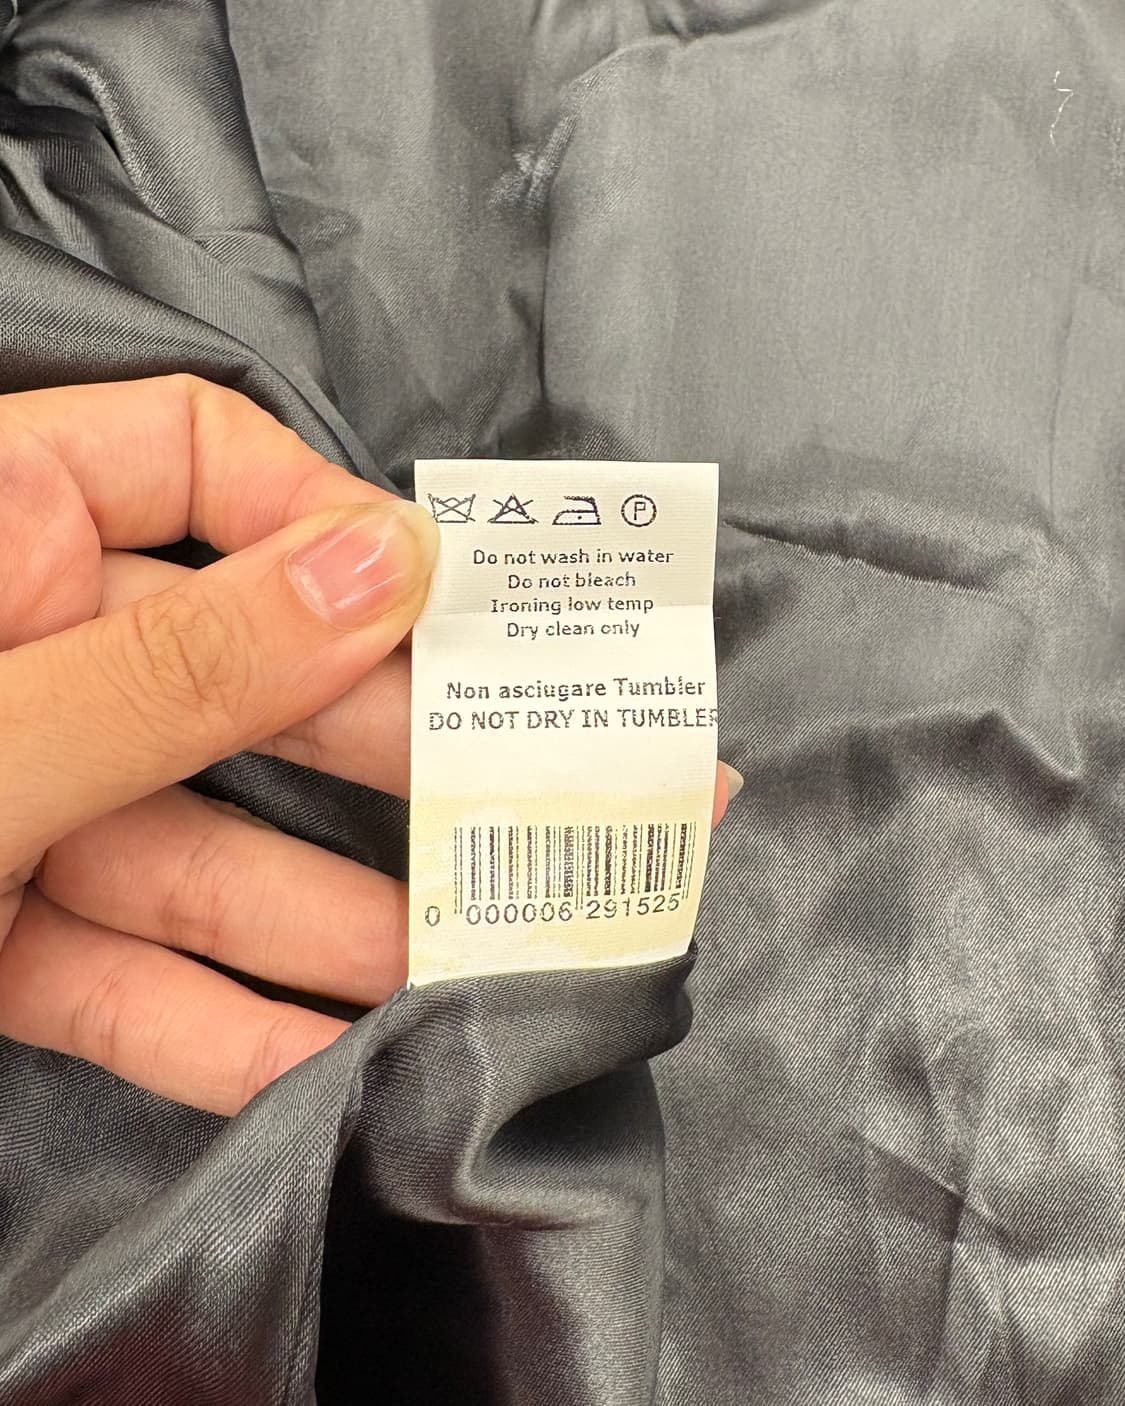 P
Do not wash in water
Do not bleach
Ironing low temp
Dry clean only
Non asciugare Tumbler
DO NOT DRY IN TUMBLER
0 000006 291525